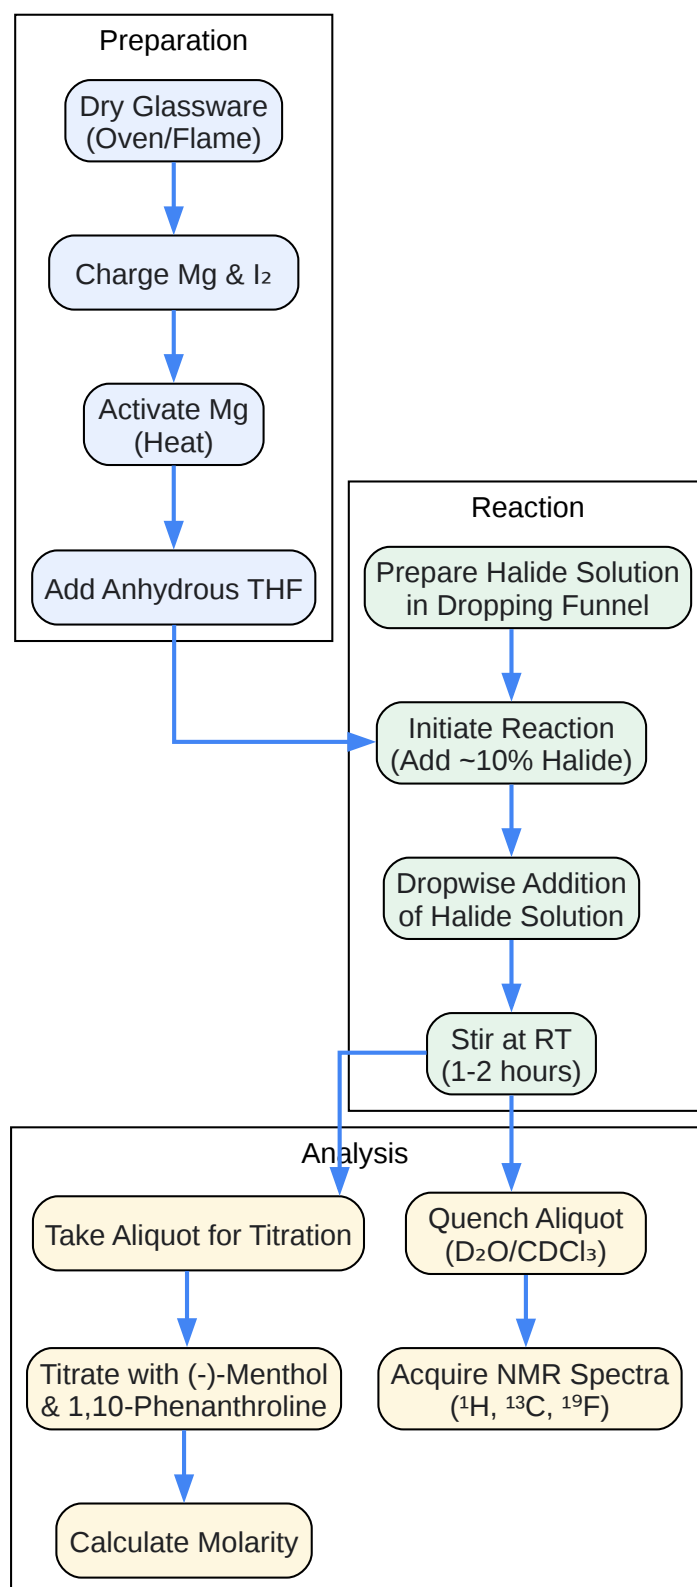 Preparation
Dry Glassware
(Oven/Flame)
Charge Mg & I₂
Activate Mg
(Heat)
Add Anhydrous THF
Reaction
Prepare Halide Solution
in Dropping Funnel
Initiate Reaction
(Add ~10% Halide)
Dropwise Addition
of Halide Solution
Stir at RT
(1-2 hours)
Analysis
Take Aliquot for Titration
Titrate with (-)-Menthol
& 1,10-Phenanthroline
Calculate Molarity
Quench Aliquot
(D₂O/CDCl₃)
Acquire NMR Spectra
(¹H, ¹³C, ¹⁹F)